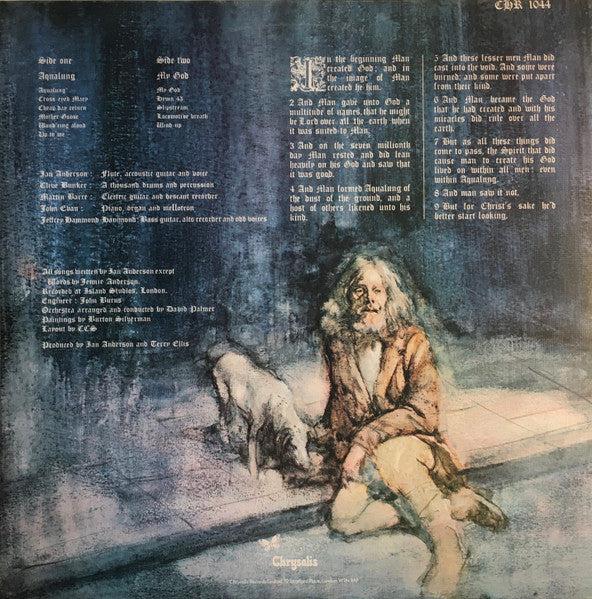 CHR 1044
Side one
Aqualung
Aqualung
Cross-eyed Mary
Cheap day return
Mother Goose
Wond'ring aloud
Up to me
Side two
My God
My God
Hymn 43
Slipstream
Locomotive breath
Wind up
Ian Anderson : Flute, accoustic guitar and voice
Clive Bunker : A thousand drums and percussion
Martin Barre : Electric guitar and descant recorder
John Evan : Piano, organ and mellotron
Jeffrey Hammond-Hammond: Bass guitar, alto recorder and odd voices
All songs written by Ian Anderson except
Words by Jennie Anderson.
Recorded at Island Studios, London.
Engineer : John Burns
Orchestra arranged and conducted by David Palmer
Paintings by Burton Silverman
Layout by CCS
Produced by Ian Anderson and Terry Ellis
In the beginning Man
created God; and in
the image of Man
created he him.
2 And Man gave unto God a
multitude of names, that he might
be Lord over all the earth when
it was suited to Man.
3 And on the seven millionth
day Man rested and did lean
heavily on his God and saw that
it was good.
4 And Man formed Aqualung of
the dust of the ground, and a
host of others likened unto his
kind.
5 And these lesser men Man did
cast into the void. And some were
burned; and some were put apart
from their kind.
6 And Man became the God
that he had created and with his
miracles did rule over all the
earth.
7 But as all these things did
come to pass, the Spirit that did
cause man to create his God
lived on within all men : even
within Aqualung.
8 And man saw it not.
9 But for Christ's sake he'd
better start looking.
Chrysalis
Chrysalis Records Limited, Stratford Place, London W1N 9AF